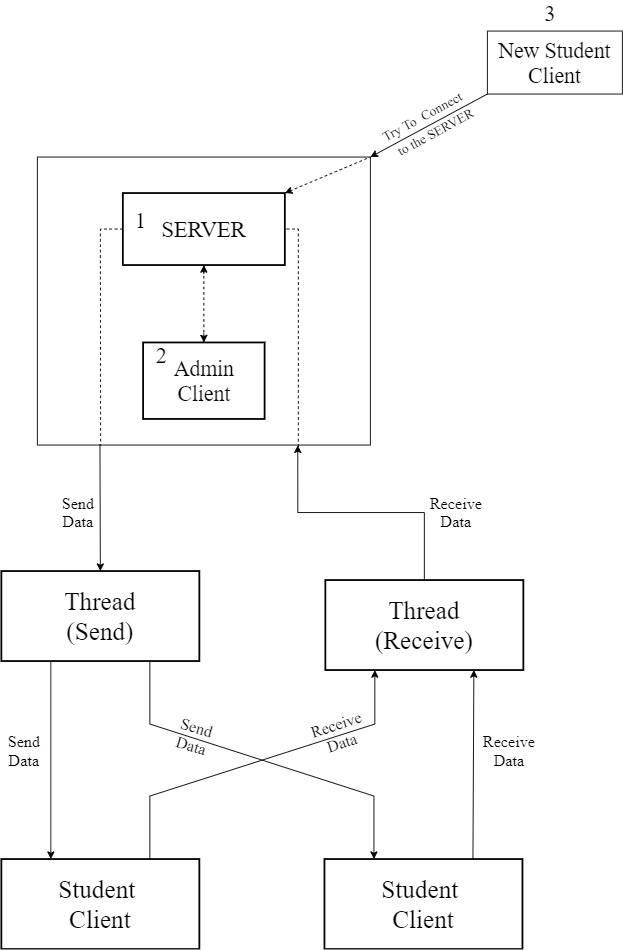 3
New Student
Client
Try To Connect
to the SERVER
1
SERVER
2
Admin
Client
Send
Data
Receive
Data
Thread
(Send)
Thread
(Receive)
Send
Data
Send
Data
Receive
Data
Receive
Data
Student
Client
Student
Client